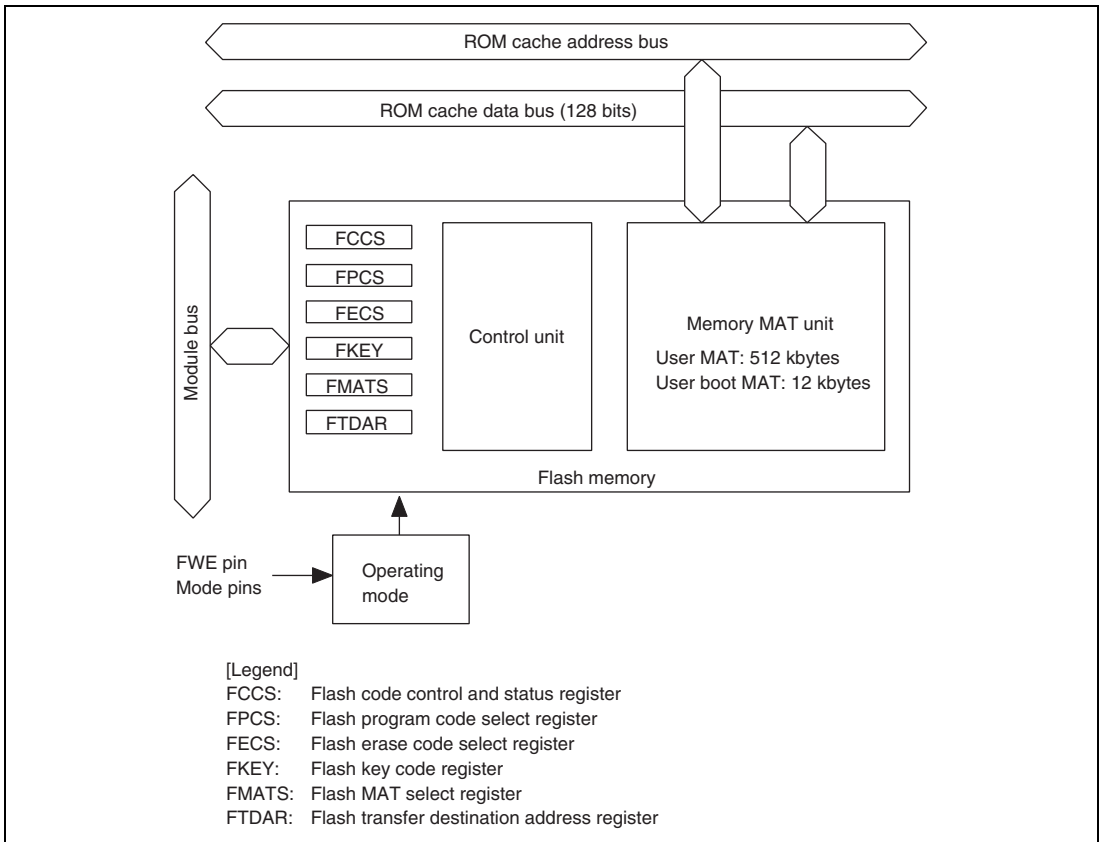 ROM cache address bus
ROM cache data bus (128 bits)
Module bus
FCCS
FPCS
FECS
FKEY
FMATS
FTDAR
Control unit
Memory MAT unit
User MAT: 512 kbytes
User boot MAT: 12 kbytes
Flash memory
FWE pin
Mode pins
Operating
mode
[Legend]
FCCS: Flash code control and status register
FPCS: Flash program code select register
FECS: Flash erase code select register
FKEY: Flash key code register
FMATS: Flash MAT select register
FTDAR: Flash transfer destination address register